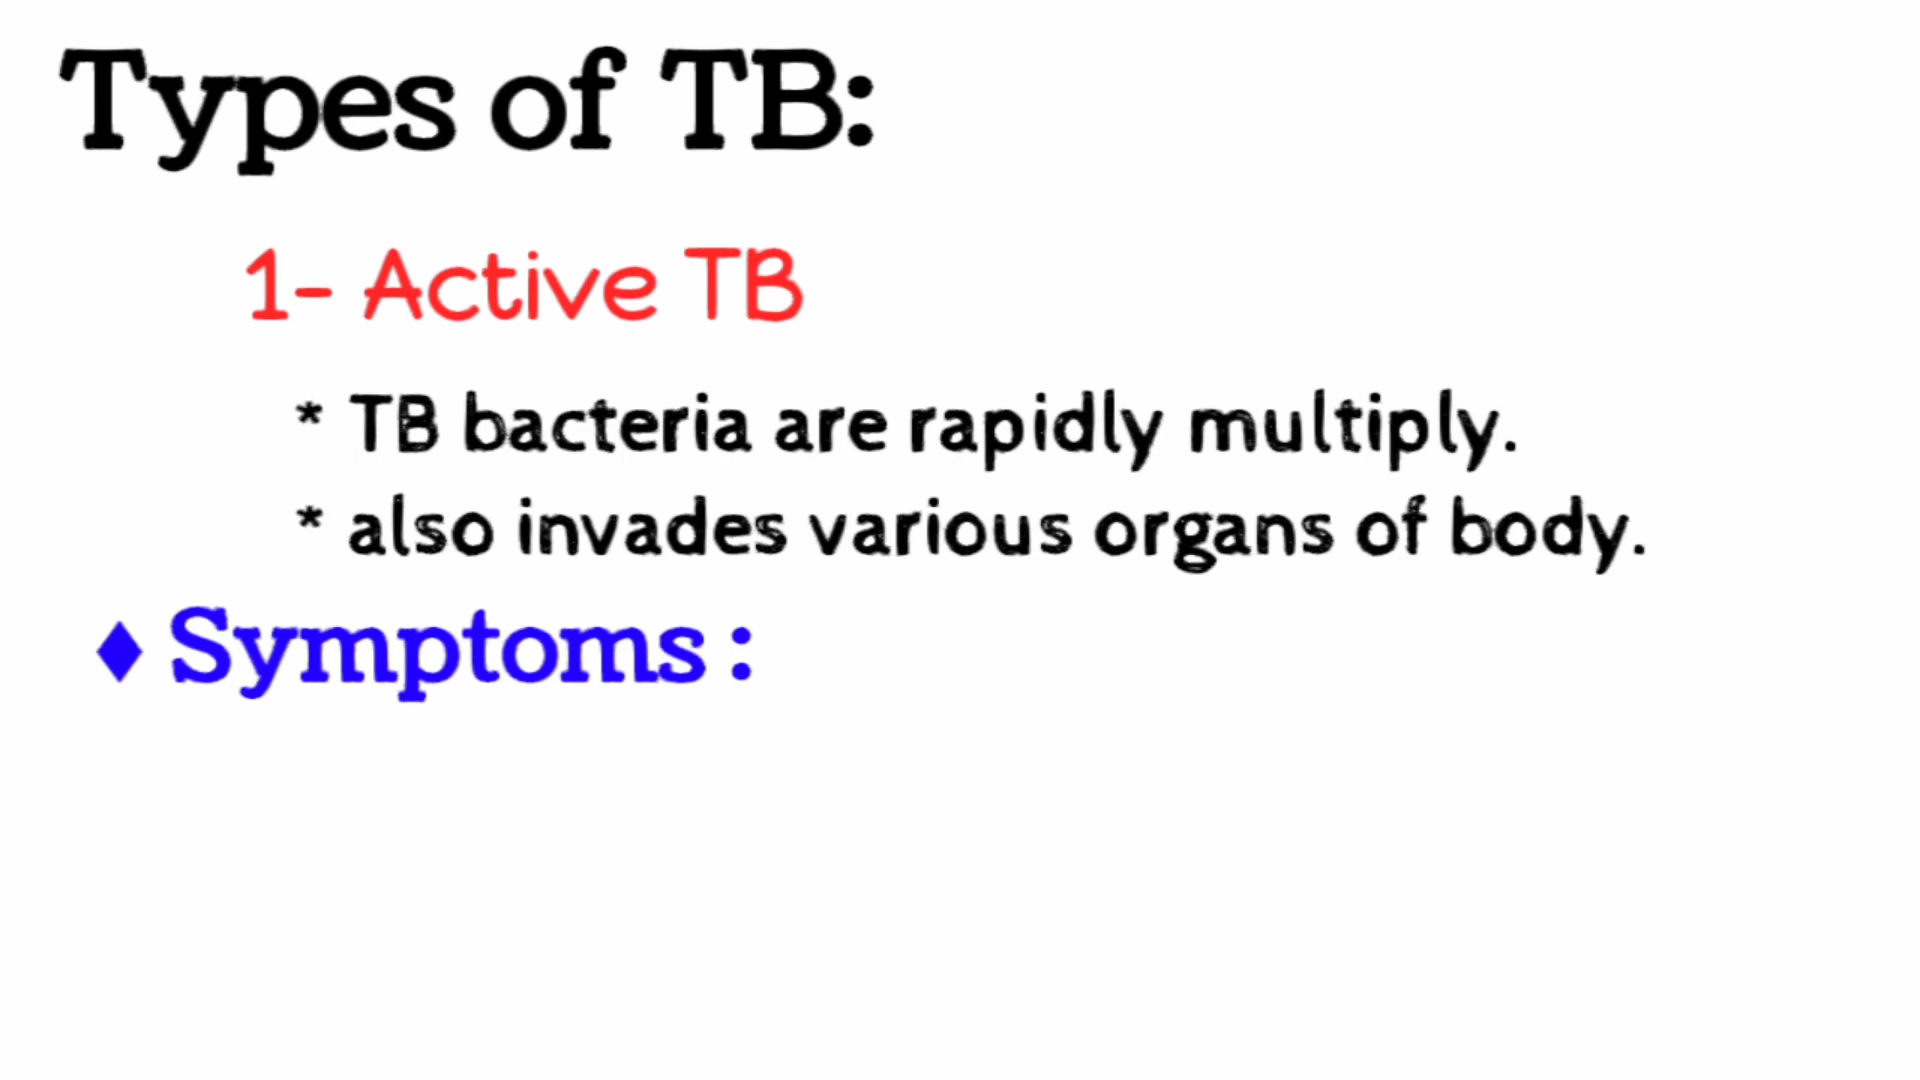 Types of TB:
1- Active TB
* TB bacteria are rapidly multiply.
* also invades various organs of body.
♦ Symptoms :